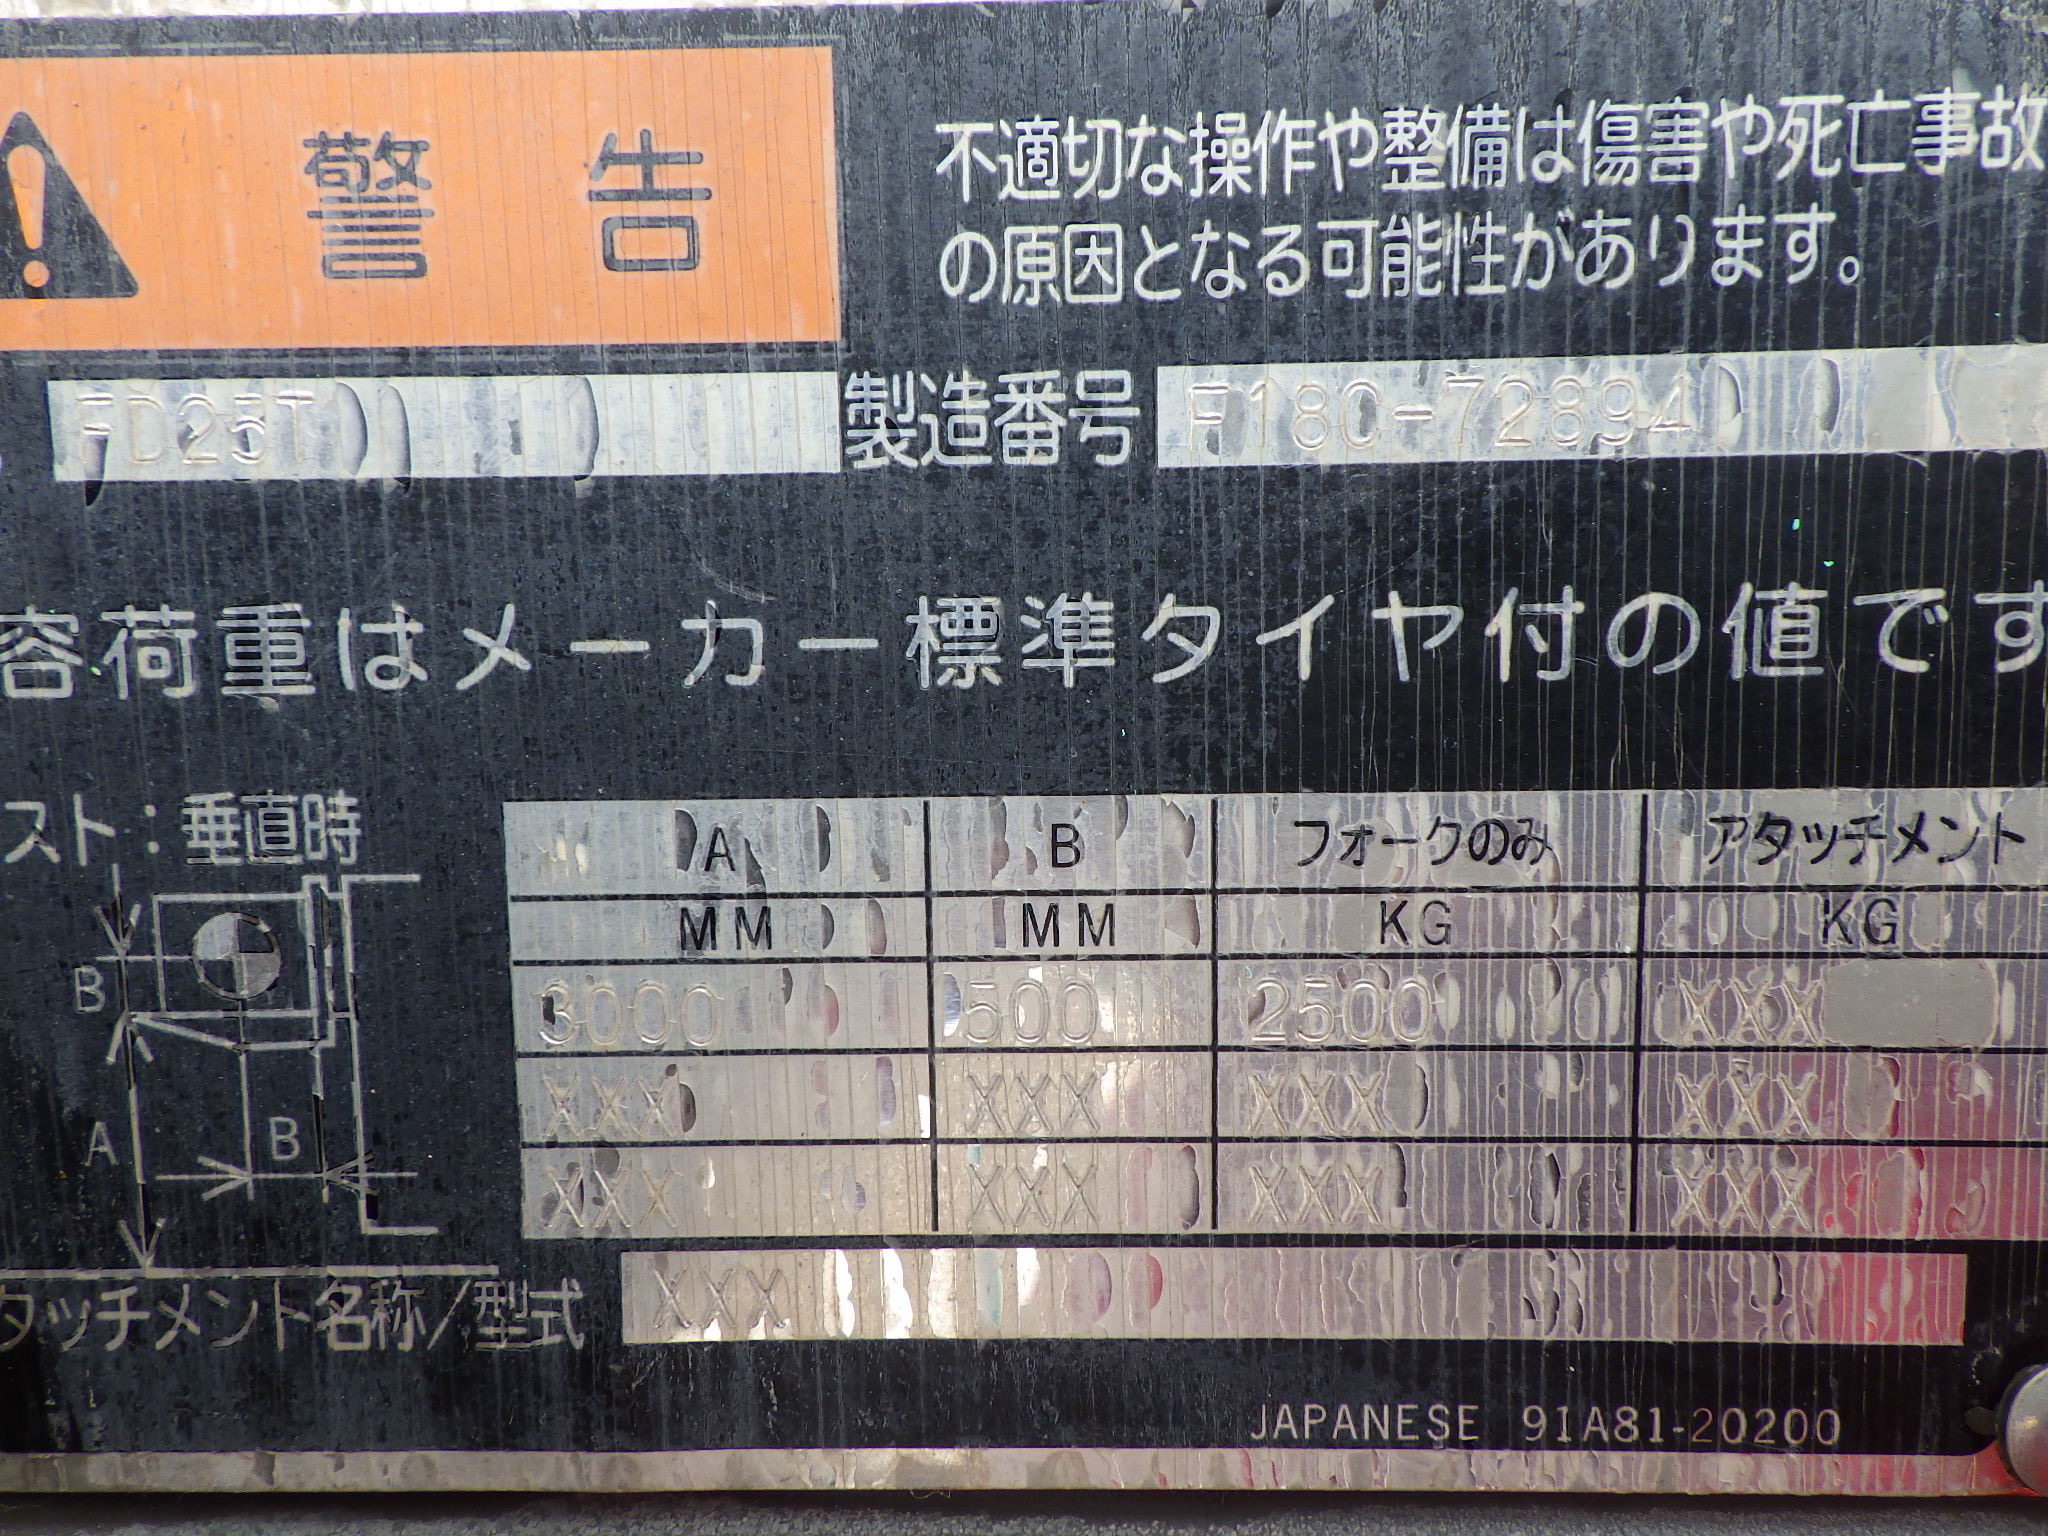 警告
不適切な操作や整備は傷害や死亡事故
の原因となる可能性があります。
FD25T 製造番号 F18C-72894
容荷重はメーカー標準タイヤ付の値です
スト：垂直時
A B フォークのみ アタッチメント
MM MM KG KG
3000 500 2500 XXX
XXX XXX XXX XXX
XXX XXX XXX XXX
B
A B
タッチメント名称/型式 XXX
JAPANESE 91A81-20200